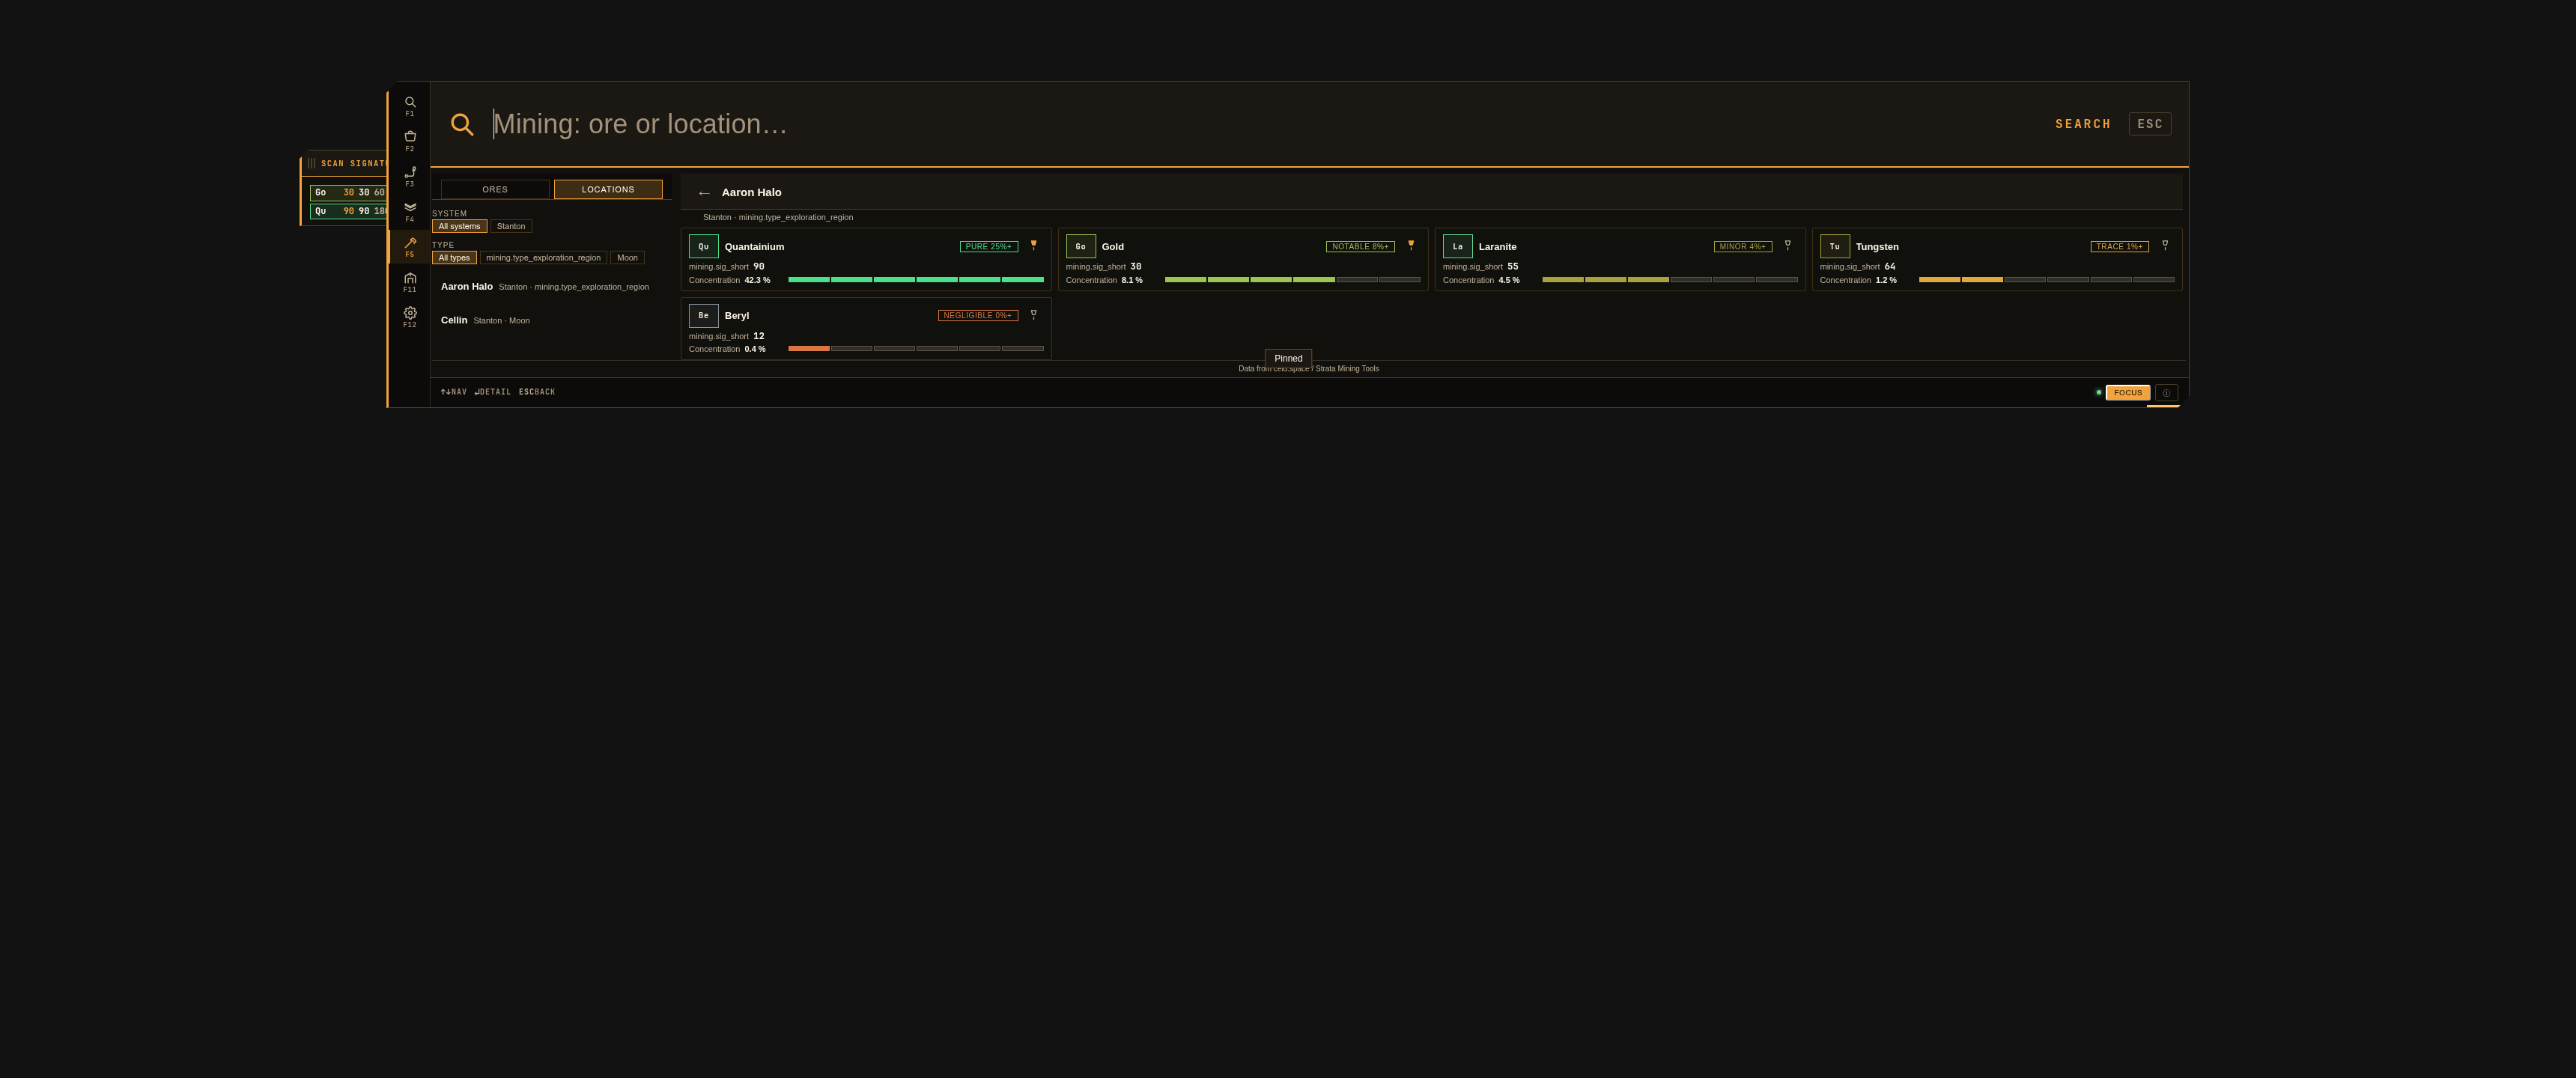 F1
F2
F3
F4
F5
F11
F12
Mining: ore or location…
SEARCH ESC
SCAN SIGNATU
Go 30 30 60
Qu 90 90 180
ORES LOCATIONS
SYSTEM
All systems Stanton
TYPE
All types mining.type_exploration_region Moon
Aaron Halo Stanton · mining.type_exploration_region
Cellin Stanton · Moon
← Aaron Halo
Stanton · mining.type_exploration_region
Qu Quantainium PURE 25%+
mining.sig_short 90
Concentration 42.3 %
Go Gold NOTABLE 8%+
mining.sig_short 30
Concentration 8.1 %
La Laranite MINOR 4%+
mining.sig_short 55
Concentration 4.5 %
Tu Tungsten TRACE 1%+
mining.sig_short 64
Concentration 1.2 %
Be Beryl NEGLIGIBLE 0%+
mining.sig_short 12
Concentration 0.4 %
Pinned
Data from / Strata Mining Tools
↑↓NAV ↵DETAIL ESCBACK
FOCUS